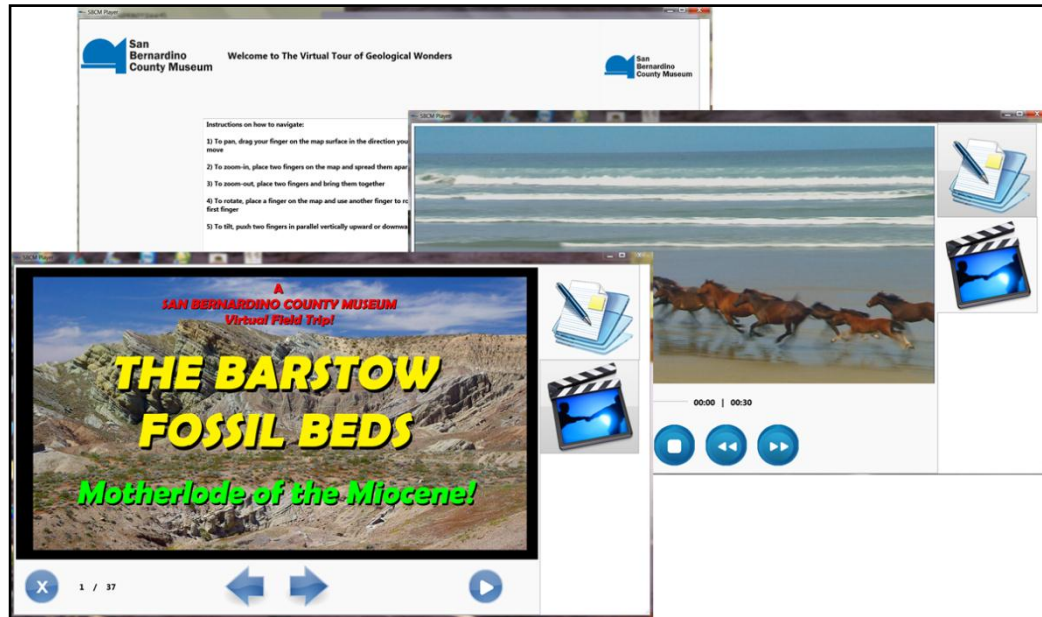 SBCM Player
San
Bernardino
County Museum
Welcome to The Virtual Tour of Geological Wonders
San
Bernardino
County Museum
Instructions on how to navigate:
1) To pan, drag your finger on the map surface in the direction you
move
2) To zoom-in, place two fingers on the map and spread them apar
3) To zoom-out, place two fingers and bring them together
4) To rotate, place a finger on the map and use another finger to ro
first finger
5) To tilt, push two fingers in parallel vertically upward or downwa
SBCM Player
00:00 | 00:30
SBCM Player
A
SAN BERNARDINO COUNTY MUSEUM
Virtual Field Trip!
THE BARSTOW
FOSSIL BEDS
Motherlode of the Miocene!
X
1 / 37